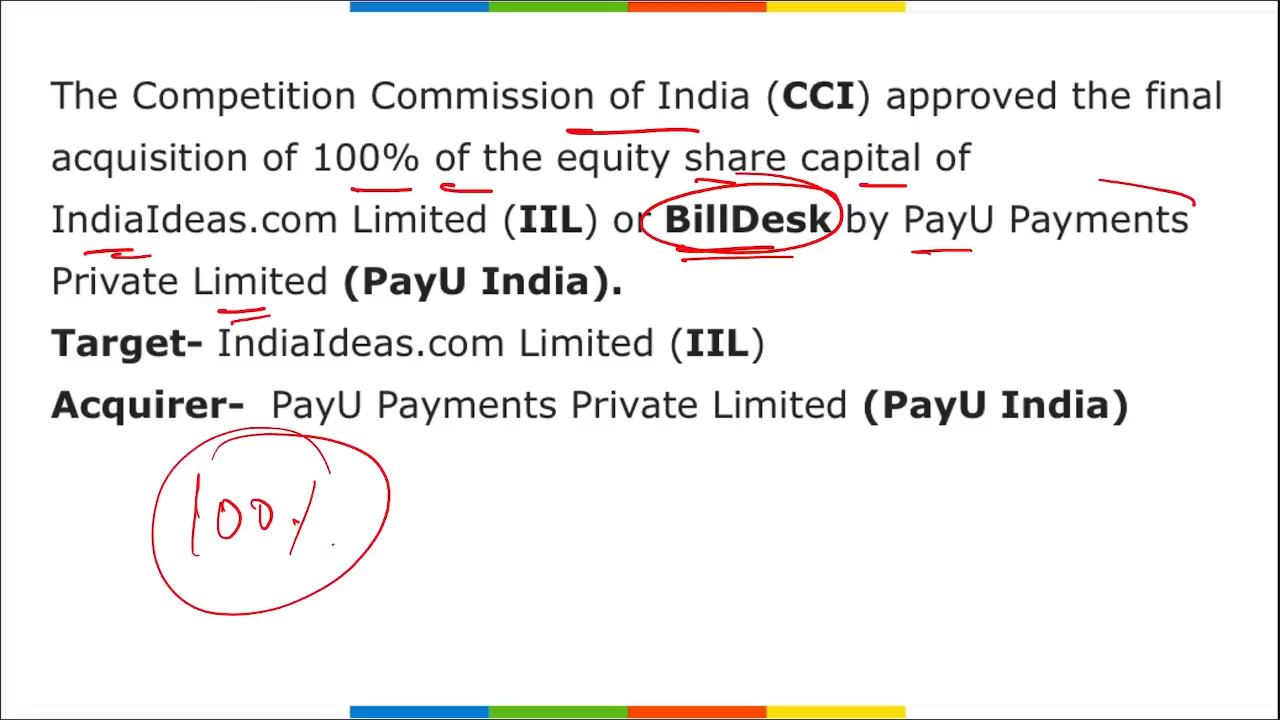 The Competition Commission of India (CCI) approved the final
acquisition of 100% of the equity share capital of
IndiaIdeas.com Limited (IIL) or BillDesk by PayU Payments
Private Limited (PayU India).
Target- IndiaIdeas.com Limited (IIL)
Acquirer- PayU Payments Private Limited (PayU India)
100%